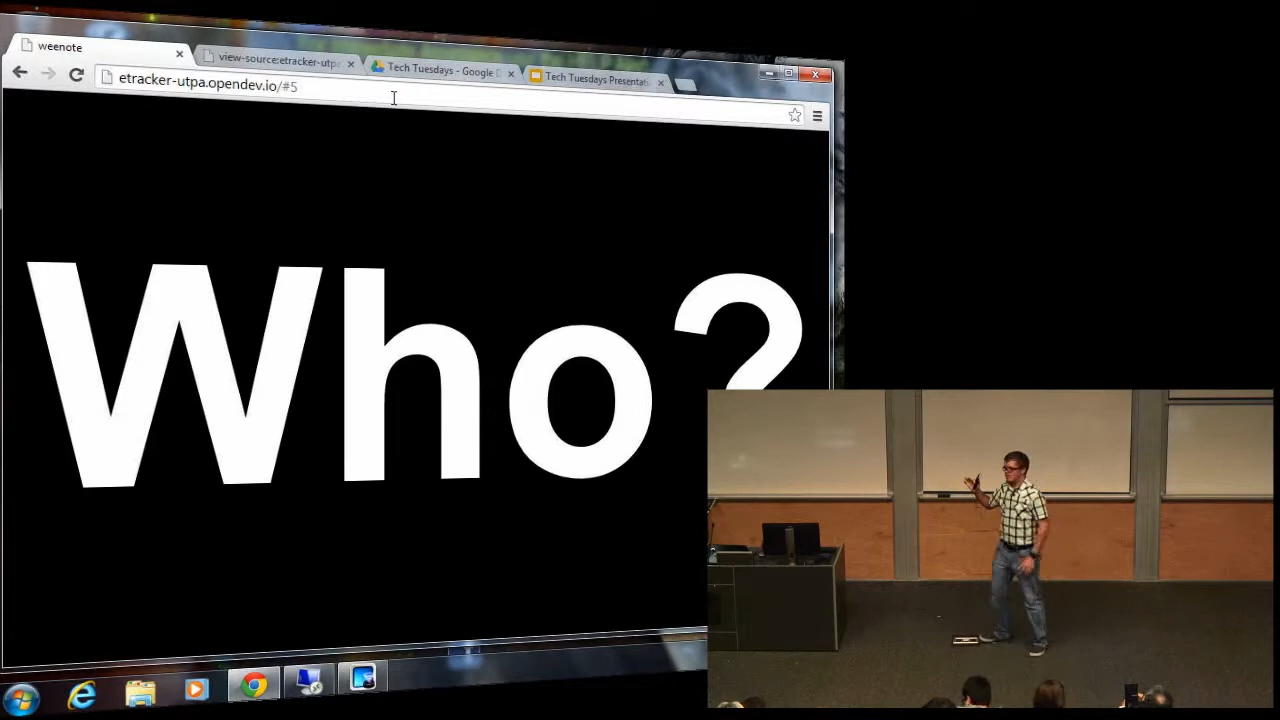 weenote
view-source:etracker-utpa
Tech Tuesdays - Google D
Tech Tuesdays Presentati
etracker-utpa.opendev.io/#5
Who?